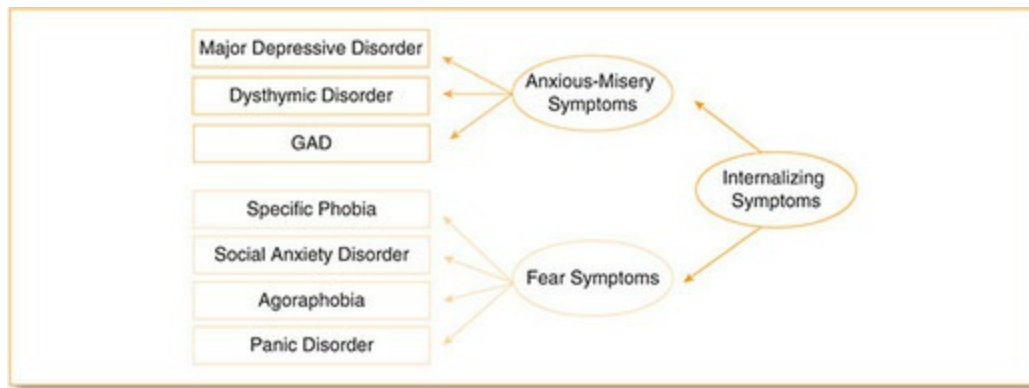 Major Depressive Disorder
Dysthymic Disorder
GAD
Anxious-Misery
Symptoms
Internalizing
Symptoms
Specific Phobia
Social Anxiety Disorder
Agoraphobia
Panic Disorder
Fear Symptoms